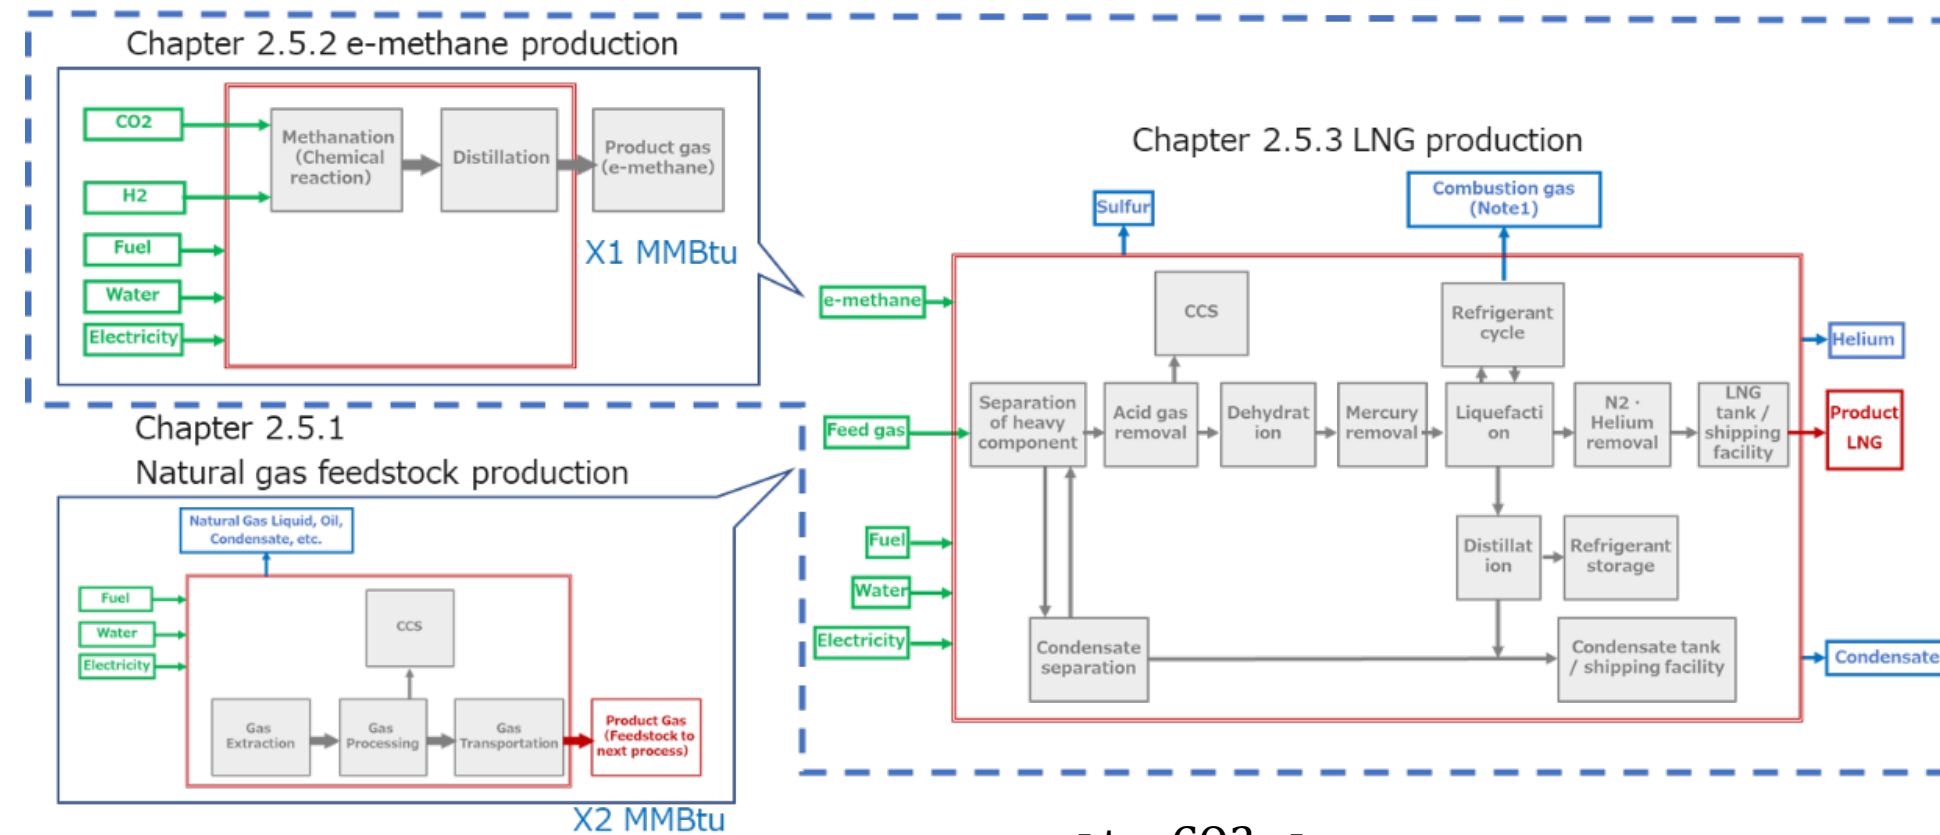 Chapter 2.5.2 e-methane production
CO2
H2
Fuel
Water
Electricity
Methanation
(Chemical
reaction)
Distillation
Product gas
(e-methane)
X1 MMBtu
Chapter 2.5.1
Natural gas feedstock production
Natural Gas Liquid, Oil,
Condensate, etc.
Fuel
Water
Electricity
CCS
Gas
Extraction
Gas
Processing
Gas
Transportation
Product Gas
(Feedstock to
next process)
X2 MMBtu
Chapter 2.5.3 LNG production
Sulfur
Combustion gas
(Note1)
e-methane
Feed gas
Fuel
Water
Electricity
CCS
Refrigerant
cycle
Separation
of heavy
component
Acid gas
removal
Dehydrat
ion
Mercury
removal
Liquefacti
on
N2・
Helium
removal
LNG
tank /
shipping
facility
Helium
Product
LNG
Distillat
ion
Refrigerant
storage
Condensate
separation
Condensate tank
/ shipping facility
Condensate